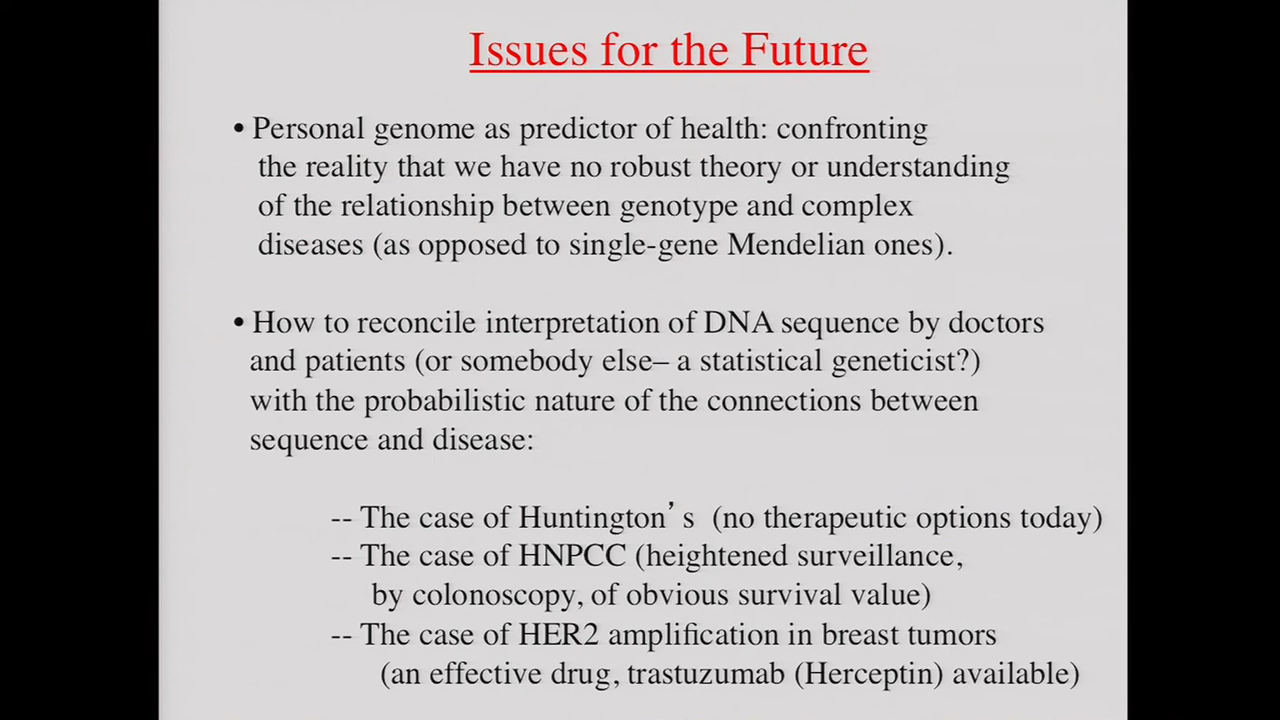 Issues for the Future
• Personal genome as predictor of health: confronting
the reality that we have no robust theory or understanding
of the relationship between genotype and complex
diseases (as opposed to single-gene Mendelian ones).
• How to reconcile interpretation of DNA sequence by doctors
and patients (or somebody else– a statistical geneticist?)
with the probabilistic nature of the connections between
sequence and disease:
-- The case of Huntington’s (no therapeutic options today)
-- The case of HNPCC (heightened surveillance,
by colonoscopy, of obvious survival value)
-- The case of HER2 amplification in breast tumors
(an effective drug, trastuzumab (Herceptin) available)